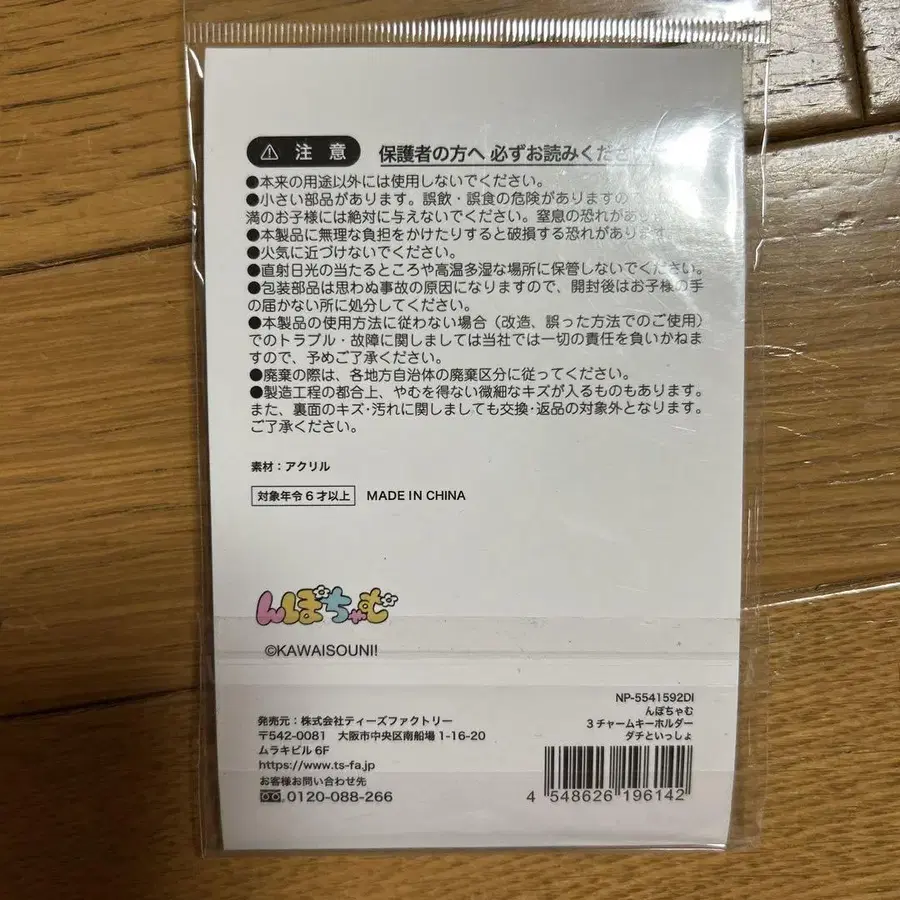 ⚠ 注意
保護者の方へ 必ずお読みくださ
●本来の用途以外には使用しないでください。
●小さい部品があります。誤飲・誤食の危険がありますの
満のお子様には絶対に与えないでください。窒息の恐れがあ
●本製品に無理な負担をかけたりすると破損する恐れがあります
●火気に近づけないでください。
●直射日光の当たるところや高温多湿な場所に保管しないでください。
●包装部品は思わぬ事故の原因になりますので、開封後はお子様の手
の届かない所に処分してください。
●本製品の使用方法に従わない場合（改造、誤った方法でのご使用）
でのトラブル・故障に関しましては当社では一切の責任を負いかねま
すので、予めご了承ください。
●廃棄の際は、各地方自治体の廃棄区分に従ってください。
●製造工程の都合上、やむを得ない微細なキズが入るものもあります。
また、裏面のキズ・汚れに関しましても交換・返品の対象外となります。
ご了承ください。
素材：アクリル
対象年令6才以上 MADE IN CHINA
んぽちゃむ
©KAWAISOUNI!
NP-5541592DI
んぽちゃむ
3チャームキーホルダー
ダチといっしょ
発売元：株式会社ティーズファクトリー
〒542-0081 大阪市中央区南船場 1-16-20
ムラキビル 6F
https://www.ts-fa.jp
お客様お問い合わせ先
0120-088-266
4 548626 196142